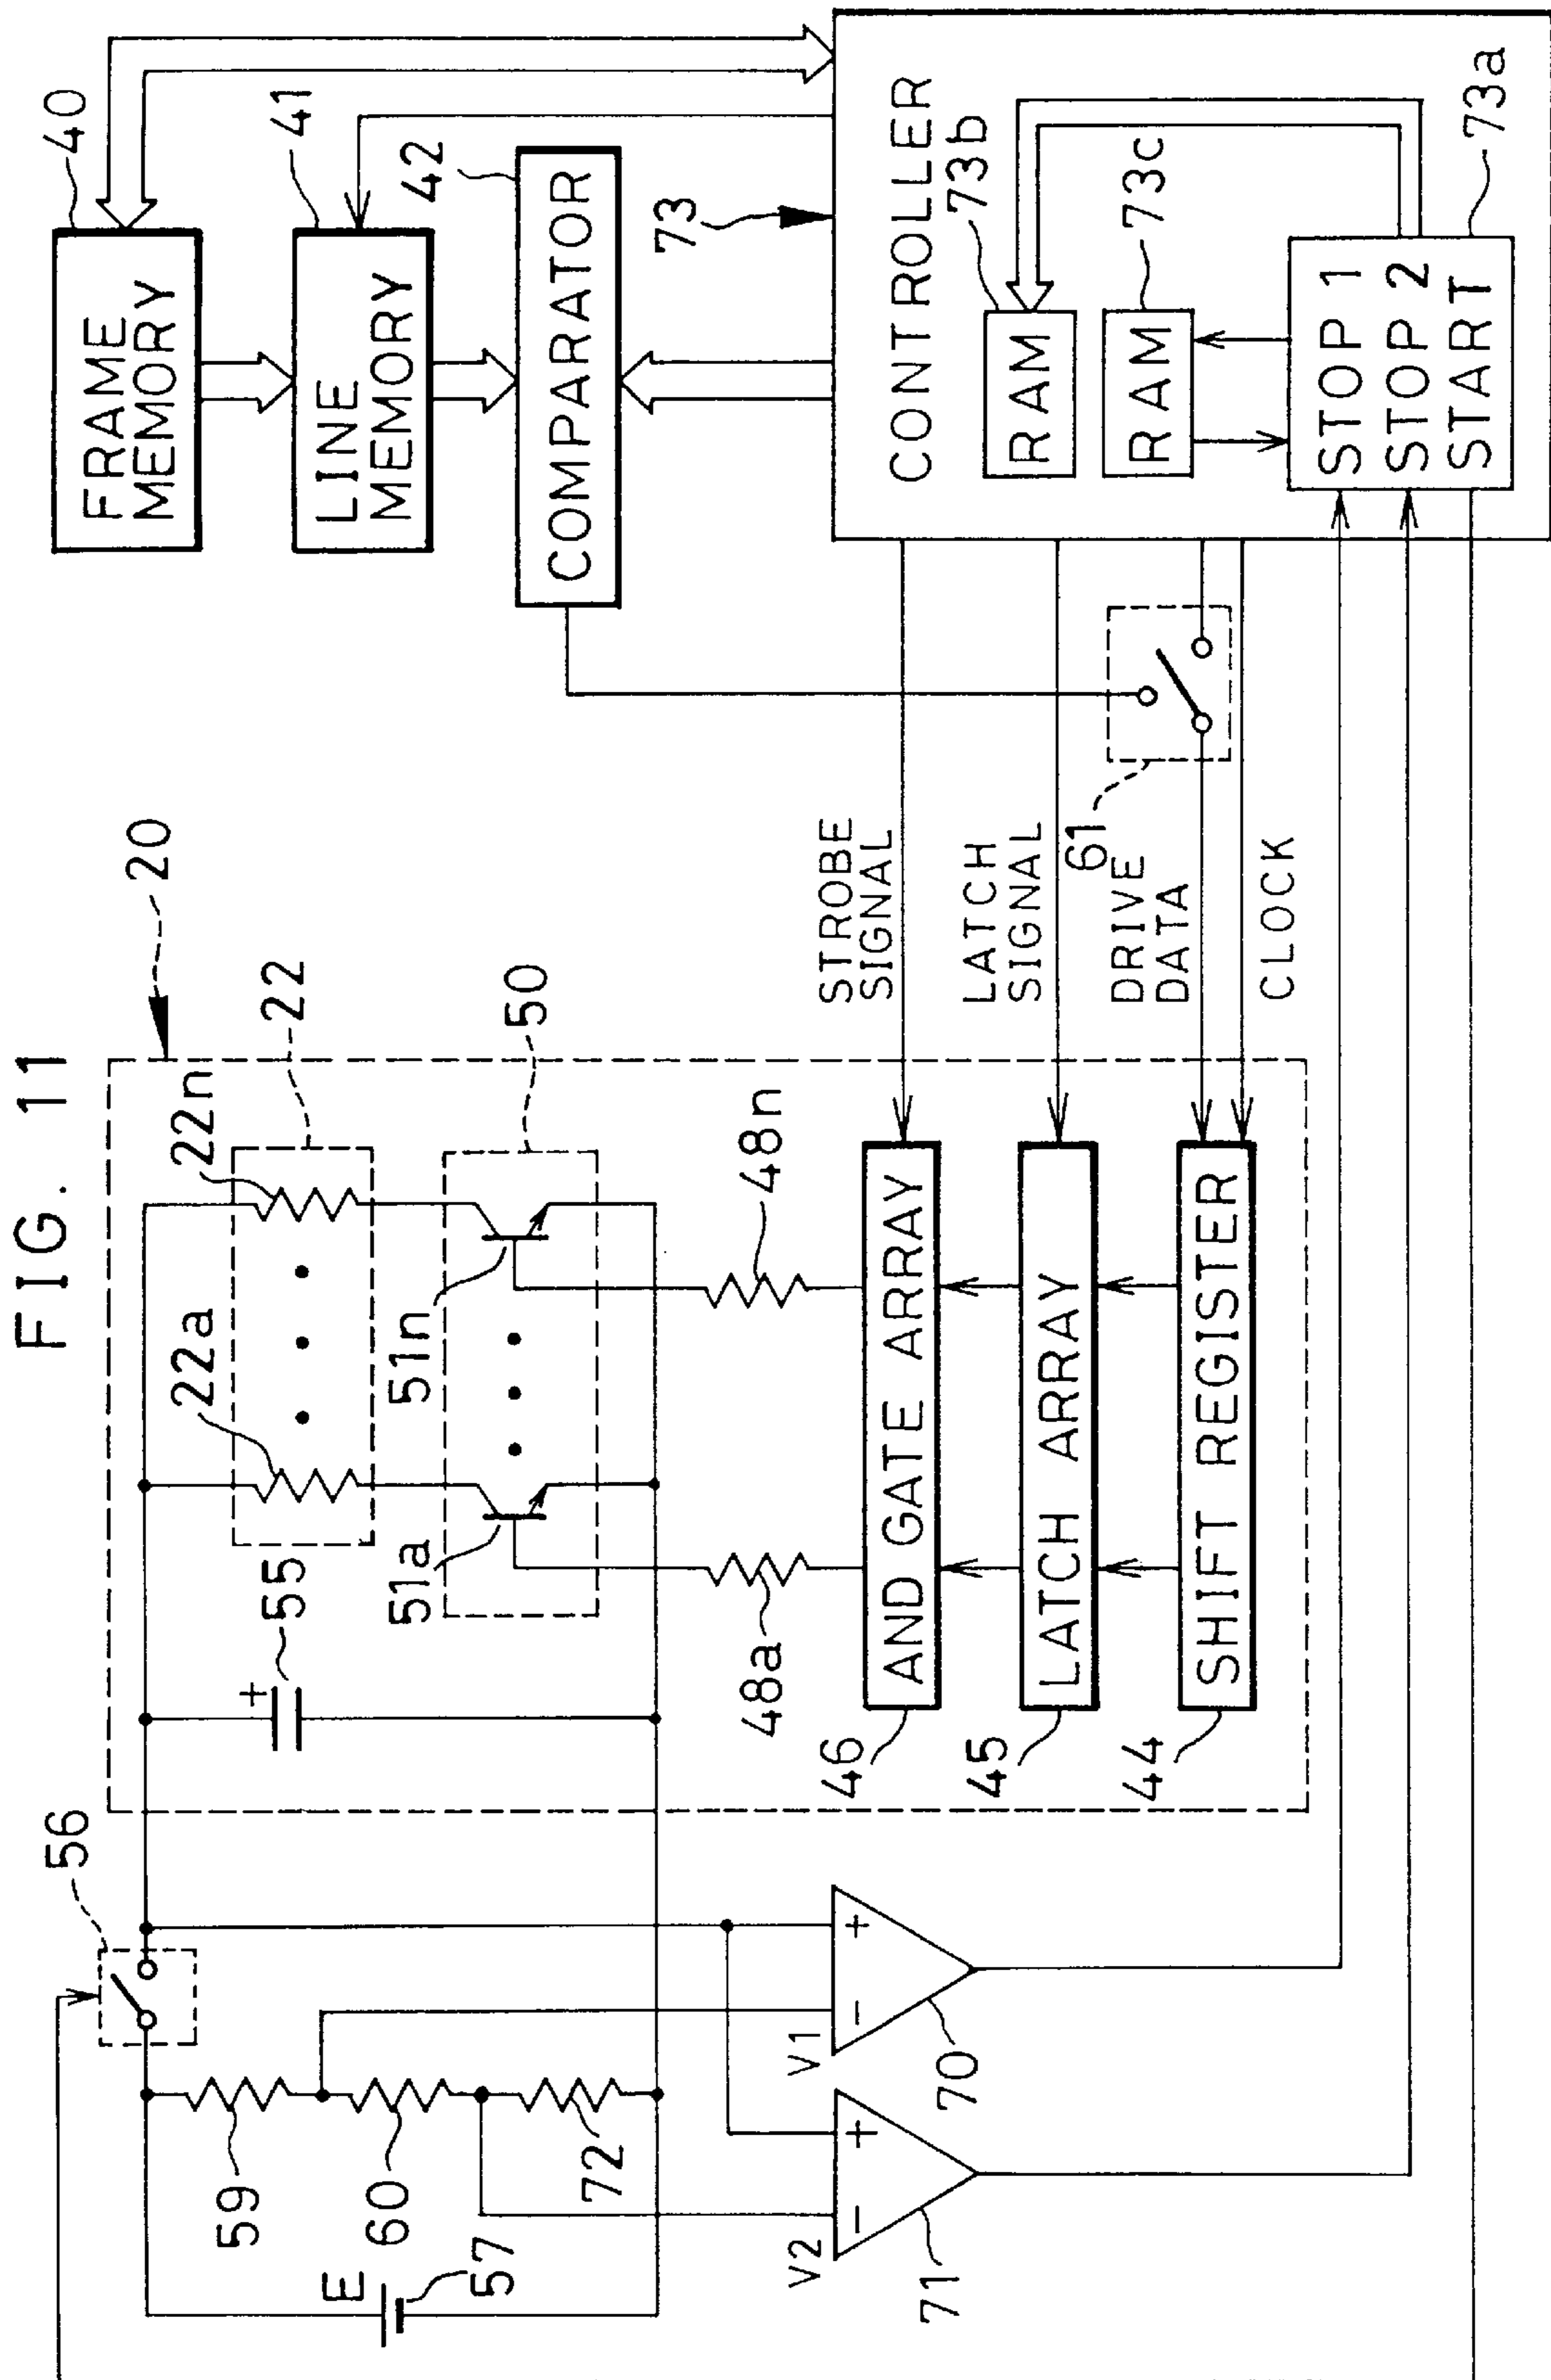 FIG. 11
56
55
22a
22n
22
20
40
FRAME
MEMORY
41
LINE
MEMORY
42
COMPARATOR
59
60
72
E
57
+
51a
51n
50
48a
48n
73
CONTROLLER
73b
RAM
73c
RAM
STOP 1
STOP 2
START
73a
V1
-
+
70
V2
-
+
71
46
AND GATE ARRAY
45
LATCH ARRAY
44
SHIFT REGISTER
STROBE
SIGNAL
LATCH
SIGNAL
61
DRIVE
DATA
CLOCK